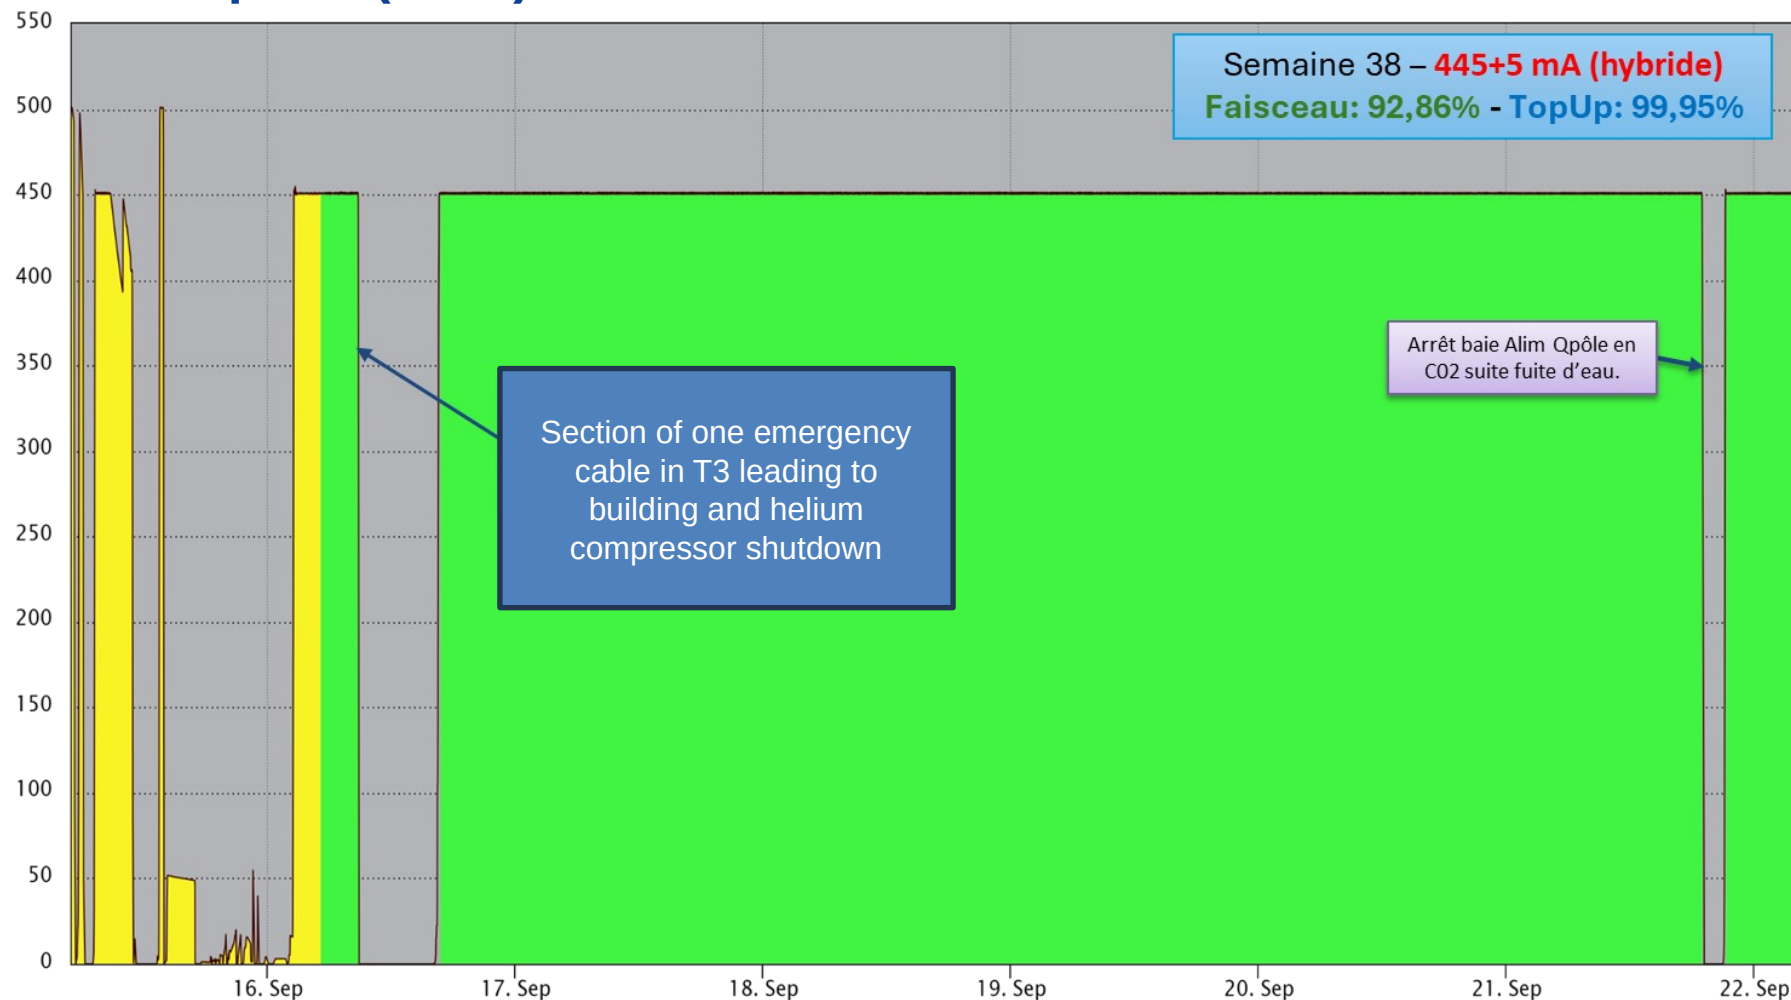 550
500
450
400
350
300
250
200
150
100
50
0
Semaine 38 – 445+5 mA (hybride)
Faisceau: 92,86% - TopUp: 99,95%
Arrêt baie Alim Qpôle en
C02 suite fuite d’eau.
Section of one emergency
cable in T3 leading to
building and helium
compressor shutdown
16. Sep
17. Sep
18. Sep
19. Sep
20. Sep
21. Sep
22. Sep